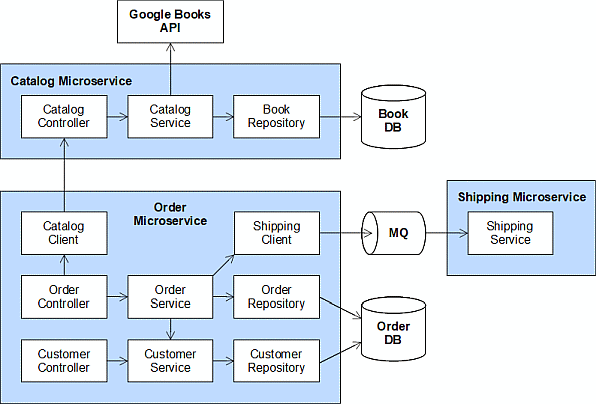 Google Books
API
Catalog Microservice
Catalog
Controller
Catalog
Service
Book
Repository
Book
DB
Order
Microservice
Shipping Microservice
Catalog
Client
Shipping
Client
MQ
Shipping
Service
Order
Controller
Order
Service
Order
Repository
Order
DB
Customer
Controller
Customer
Service
Customer
Repository